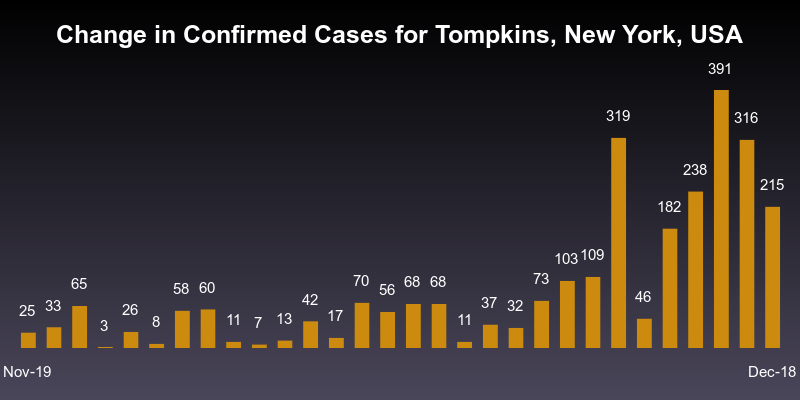 Change in Confirmed Cases for Tompkins, New York, USA
25 33 65 3 26 8 58 60 11 7 13 42 17 70 56 68 68 11 37 32 73 103 109 319 46 182 238 391 316 215
Nov-19 Dec-18